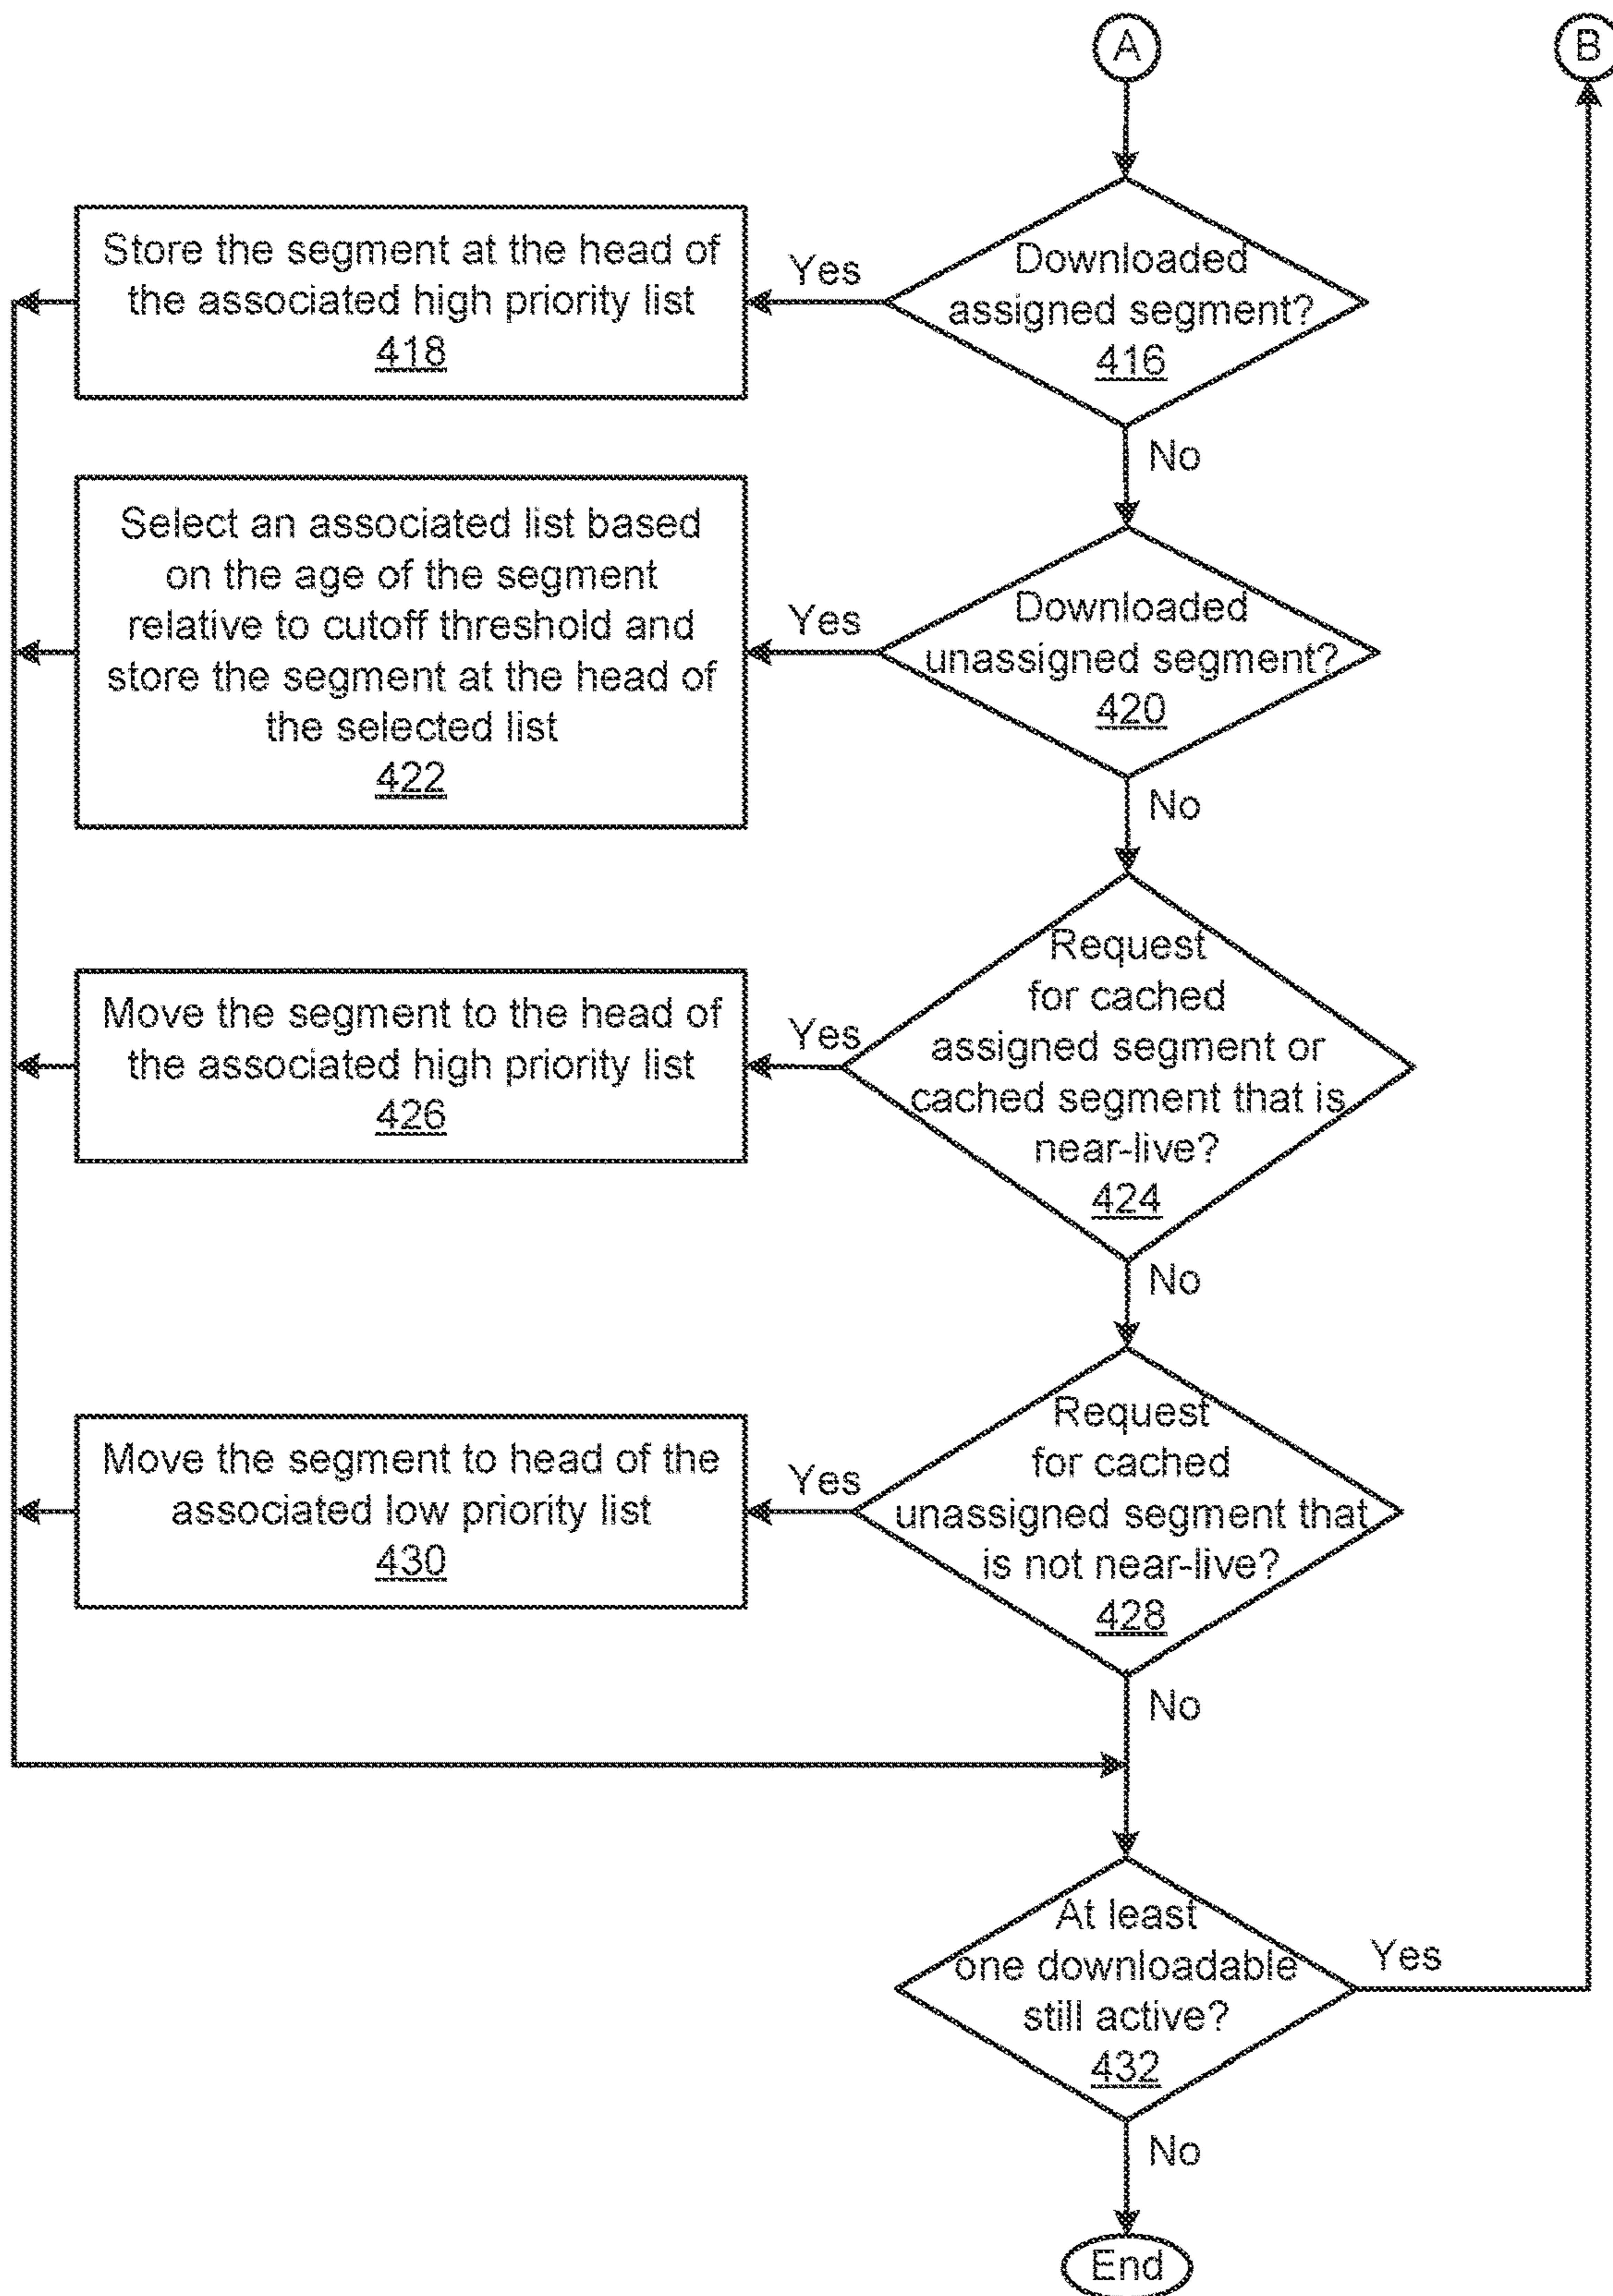 A
B
Downloaded
assigned segment?
416
Yes
Store the segment at the head of
the associated high priority list
418
No
Downloaded
unassigned segment?
420
Yes
Select an associated list based
on the age of the segment
relative to cutoff threshold and
store the segment at the head of
the selected list
422
No
Request
for cached
assigned segment or
cached segment that is
near-live?
424
Yes
Move the segment to the head of
the associated high priority list
426
No
Request
for cached
unassigned segment that
is not near-live?
428
Yes
Move the segment to head of the
associated low priority list
430
No
At least
one downloadable
still active?
432
Yes
No
End